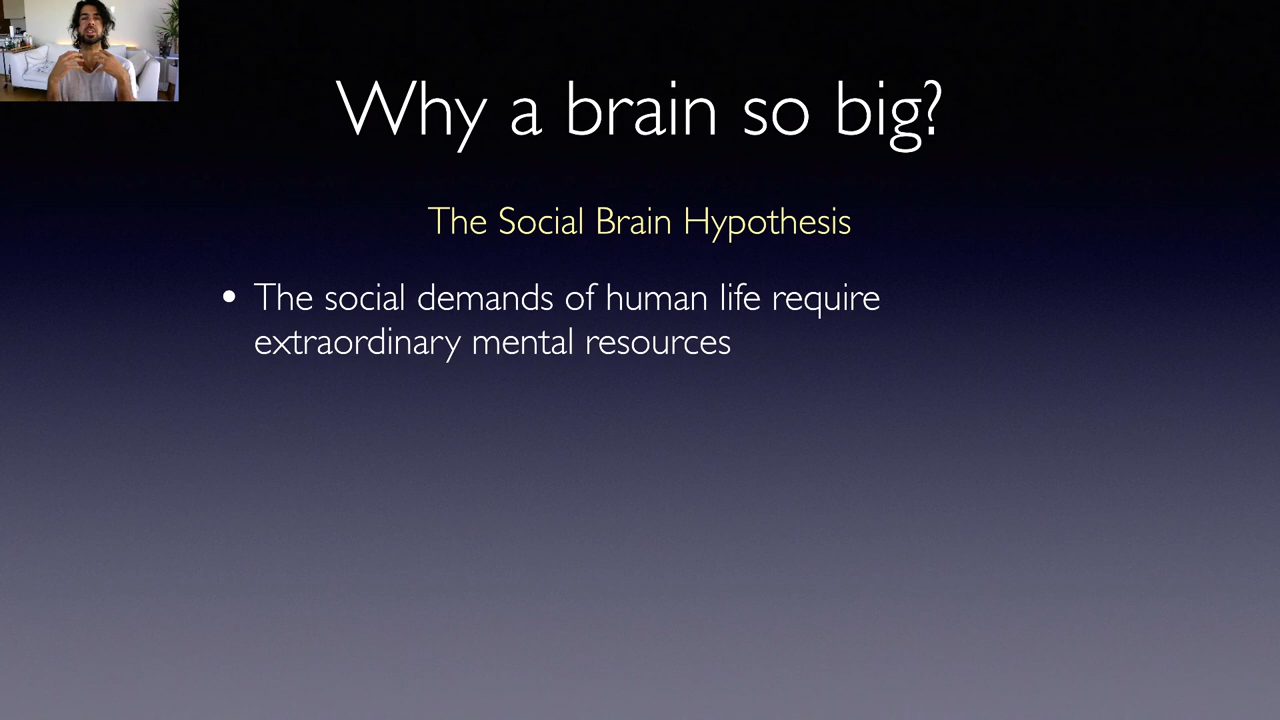 Why a brain so big?
The Social Brain Hypothesis
• The social demands of human life require
extraordinary mental resources